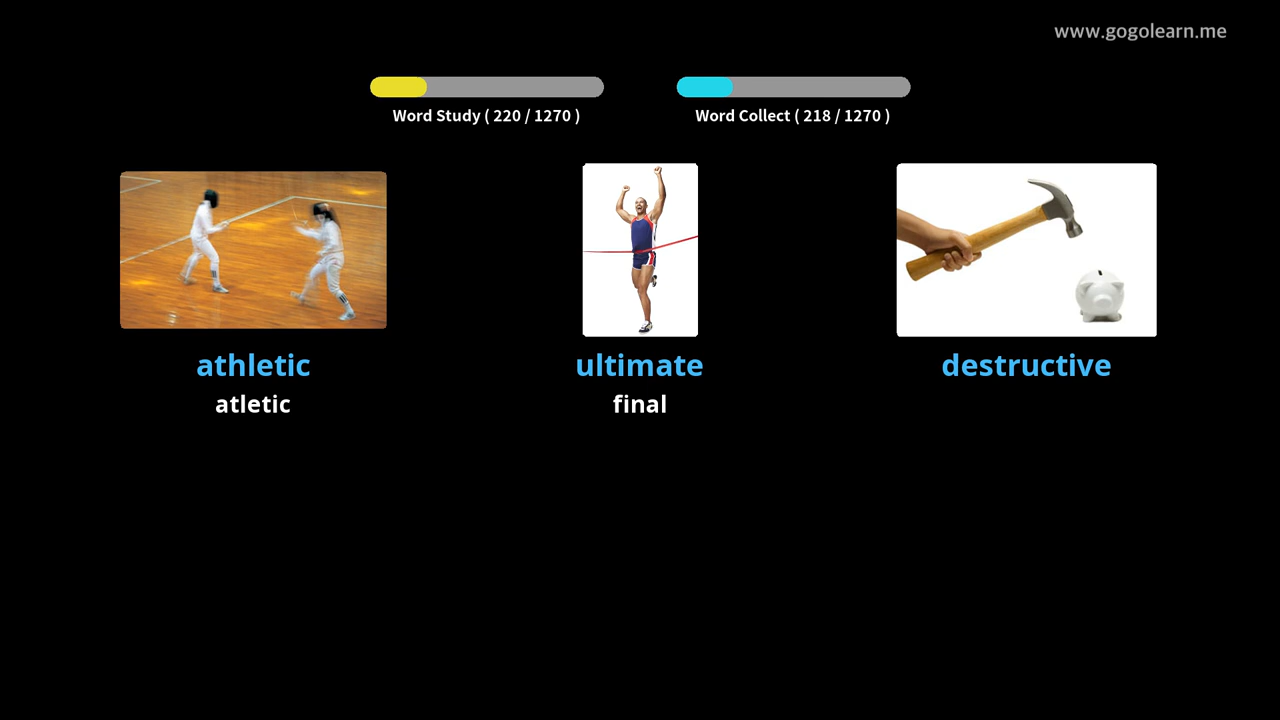 www.gogolearn.me
Word Study ( 220 / 1270 )
Word Collect ( 218 / 1270 )
athletic
ultimate
destructive
atletic
final